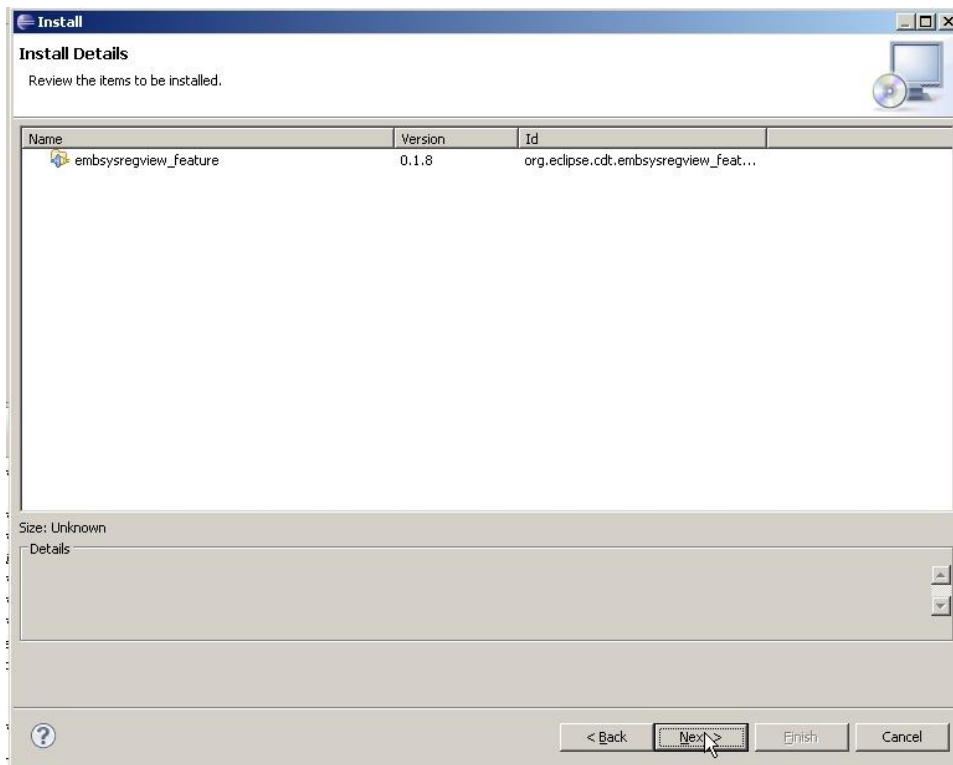 Install
Install Details
Review the items to be installed.
Name Version Id
embsysregview_feature 0.1.8 org.eclipse.cdt.embsysregview_feat...
Size: Unknown
Details
?
< Back Next > Finish Cancel